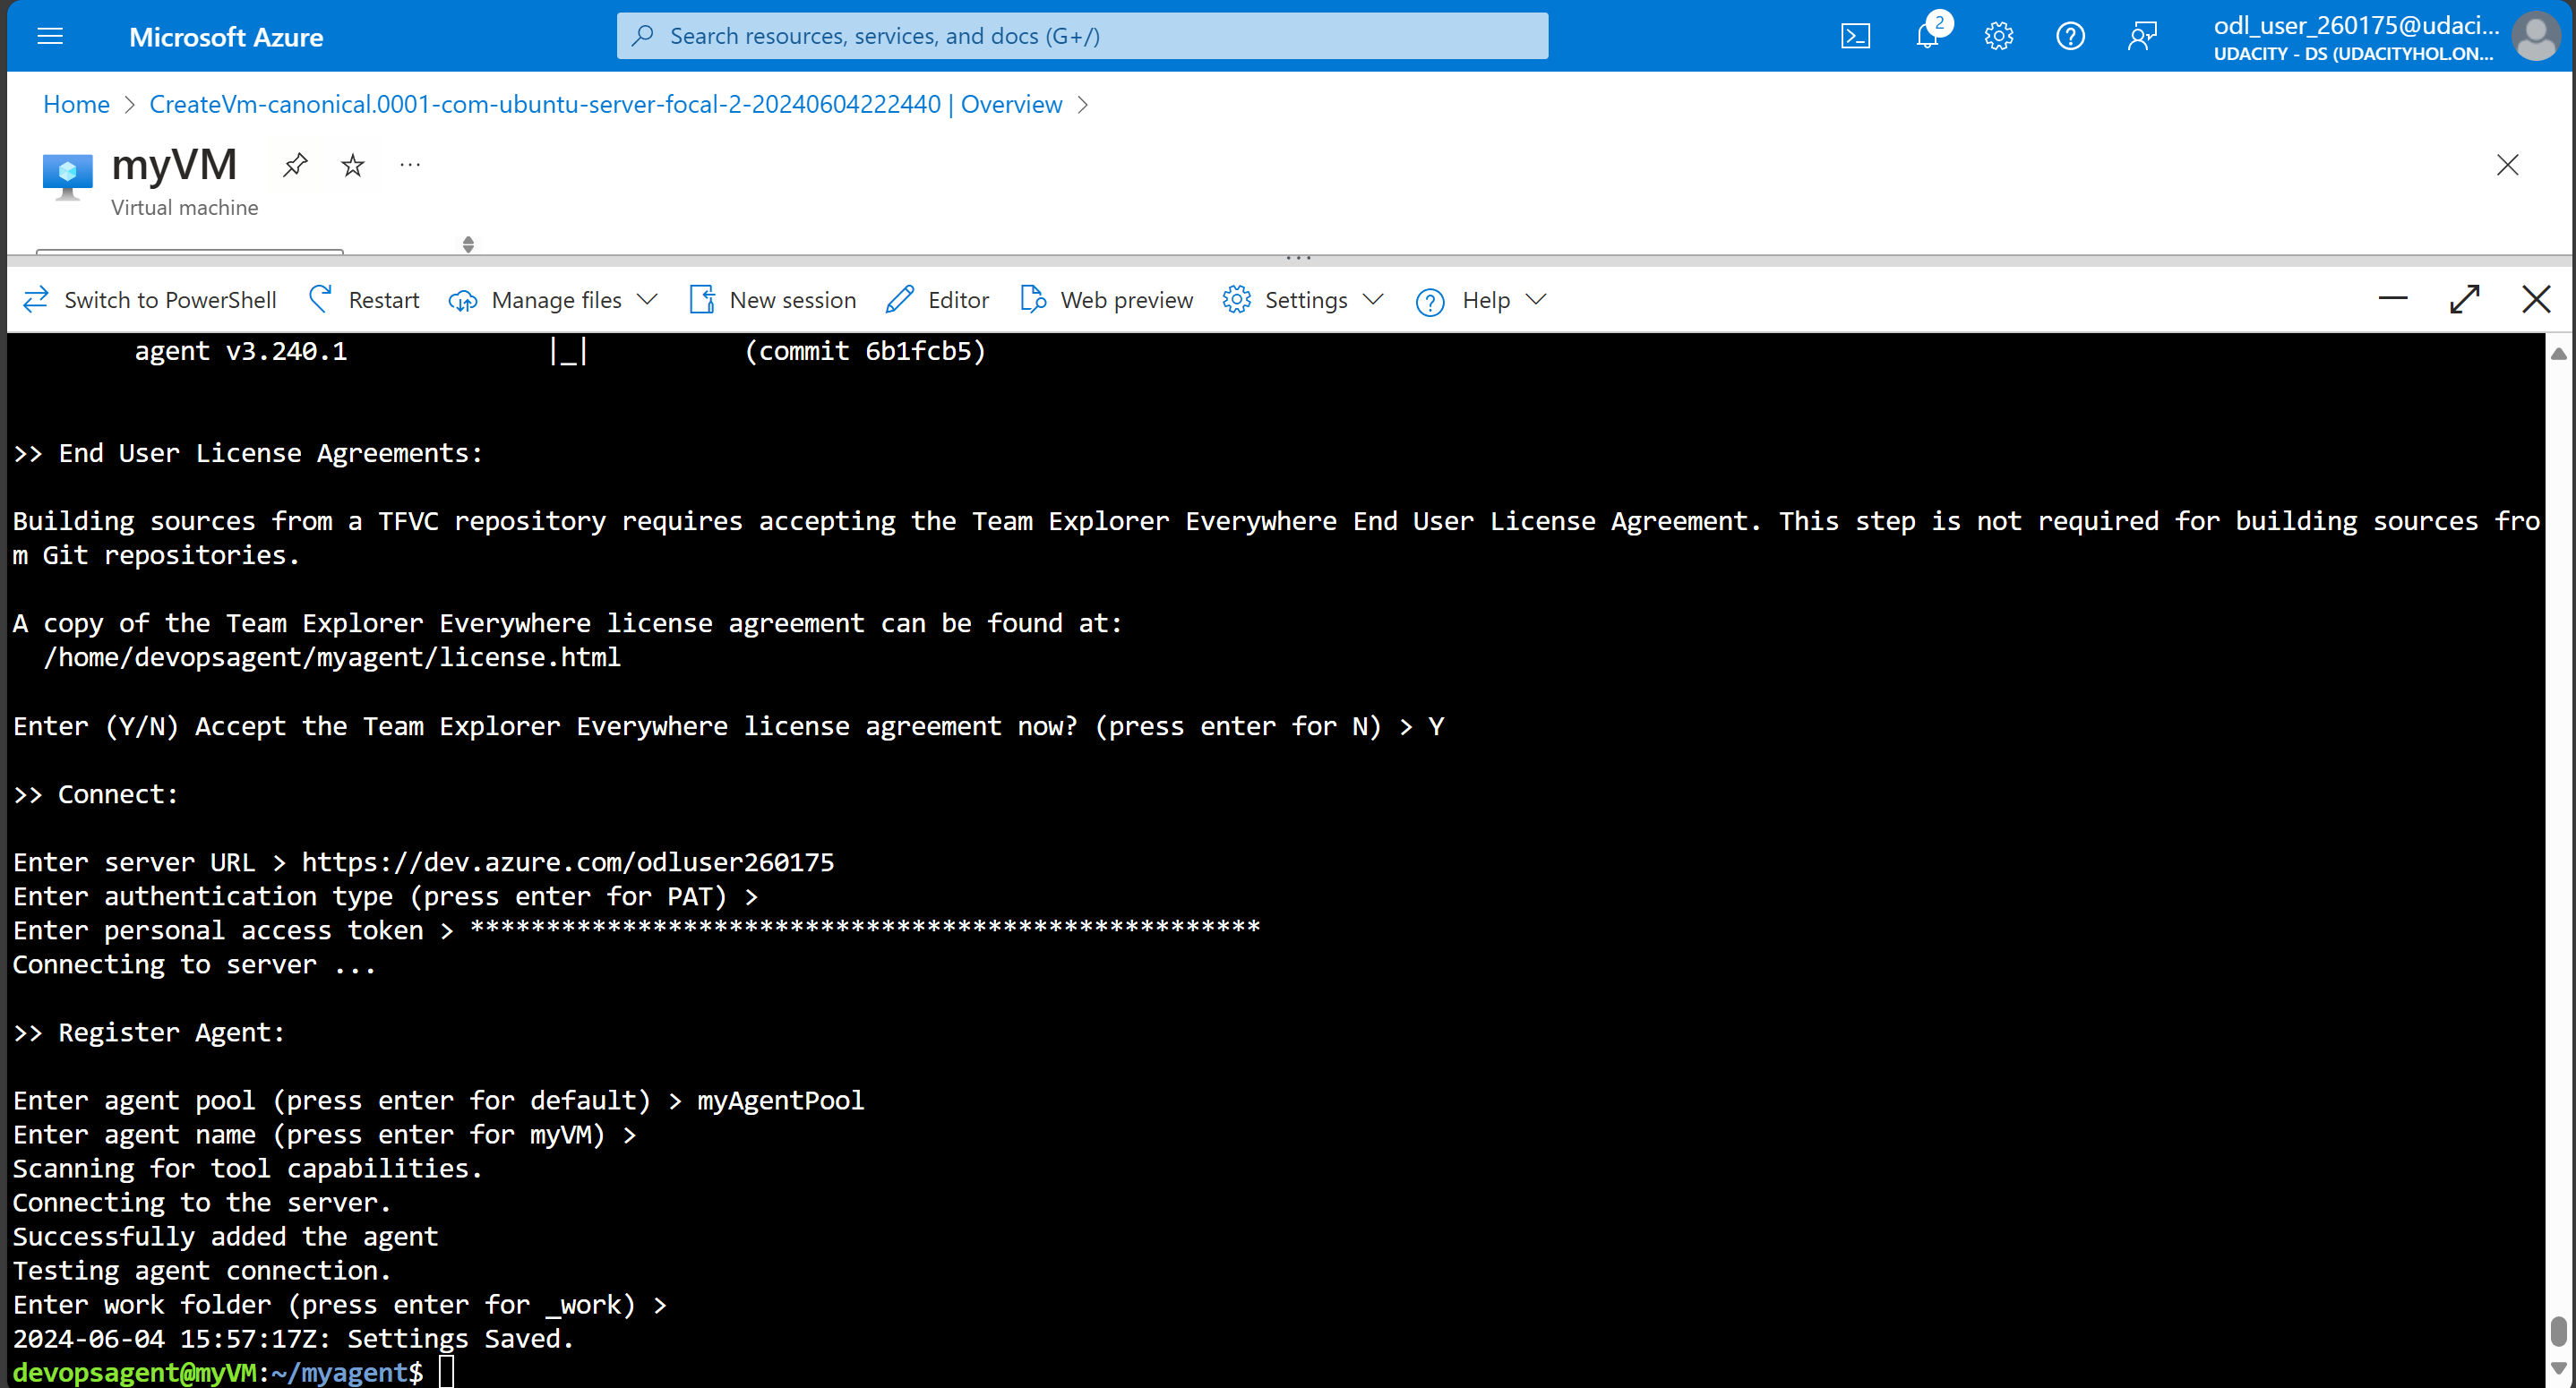 Microsoft Azure
Search resources, services, and docs (G+/)
2
odl_user_260175@udaci...
UDACITY - DS (UDACITYHOL.ON...
Home > CreateVm-canonical.0001-com-ubuntu-server-focal-2-20240604222440 | Overview >
myVM
Virtual machine
Switch to PowerShell Restart Manage files New session Editor Web preview Settings Help
agent v3.240.1 |_| (commit 6b1fcb5)
>> End User License Agreements:
Building sources from a TFVC repository requires accepting the Team Explorer Everywhere End User License Agreement. This step is not required for building sources fro
m Git repositories.
A copy of the Team Explorer Everywhere license agreement can be found at:
/home/devopsagent/myagent/license.html
Enter (Y/N) Accept the Team Explorer Everywhere license agreement now? (press enter for N) > Y
>> Connect:
Enter server URL > https://dev.azure.com/odluser260175
Enter authentication type (press enter for PAT) >
Enter personal access token > ****************************************************
Connecting to server ...
>> Register Agent:
Enter agent pool (press enter for default) > myAgentPool
Enter agent name (press enter for myVM) >
Scanning for tool capabilities.
Connecting to the server.
Successfully added the agent
Testing agent connection.
Enter work folder (press enter for _work) >
2024-06-04 15:57:17Z: Settings Saved.
devopsagent@myVM:~/myagent$